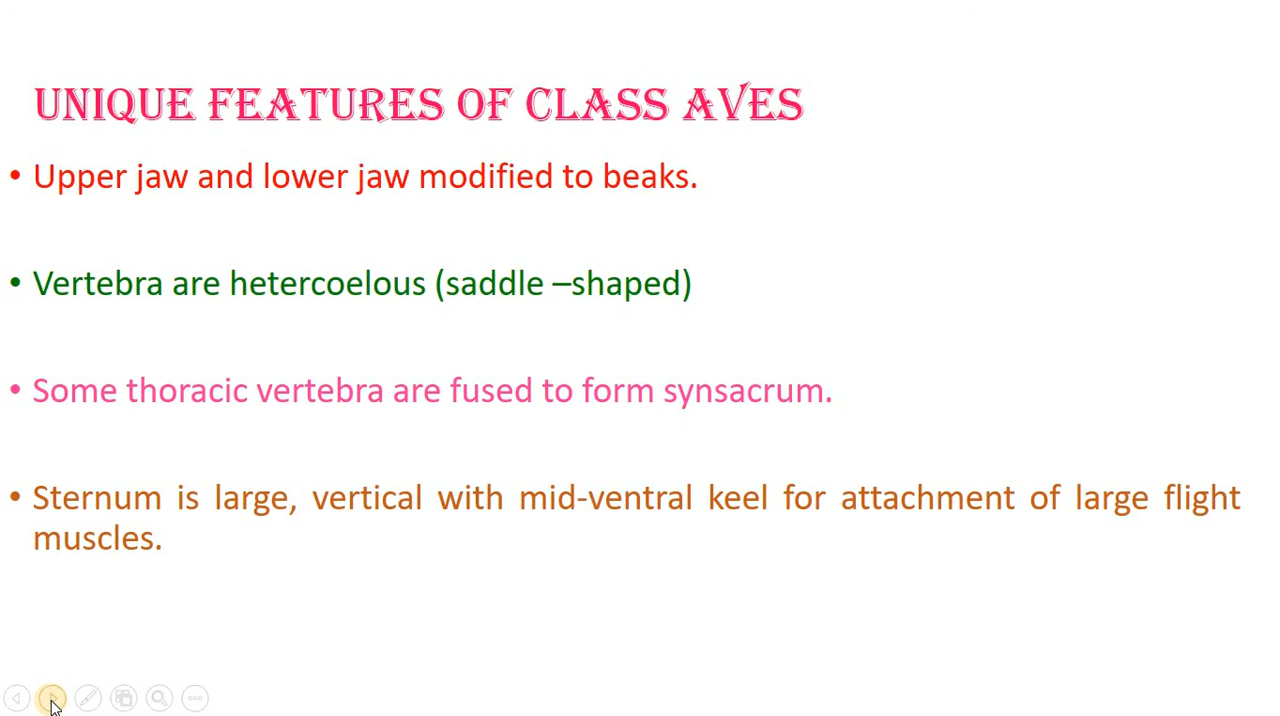 UNIQUE FEATURES OF CLASS AVES
• Upper jaw and lower jaw modified to beaks.
• Vertebra are hetercoelous (saddle –shaped)
• Some thoracic vertebra are fused to form synsacrum.
• Sternum is large, vertical with mid-ventral keel for attachment of large flight
muscles.